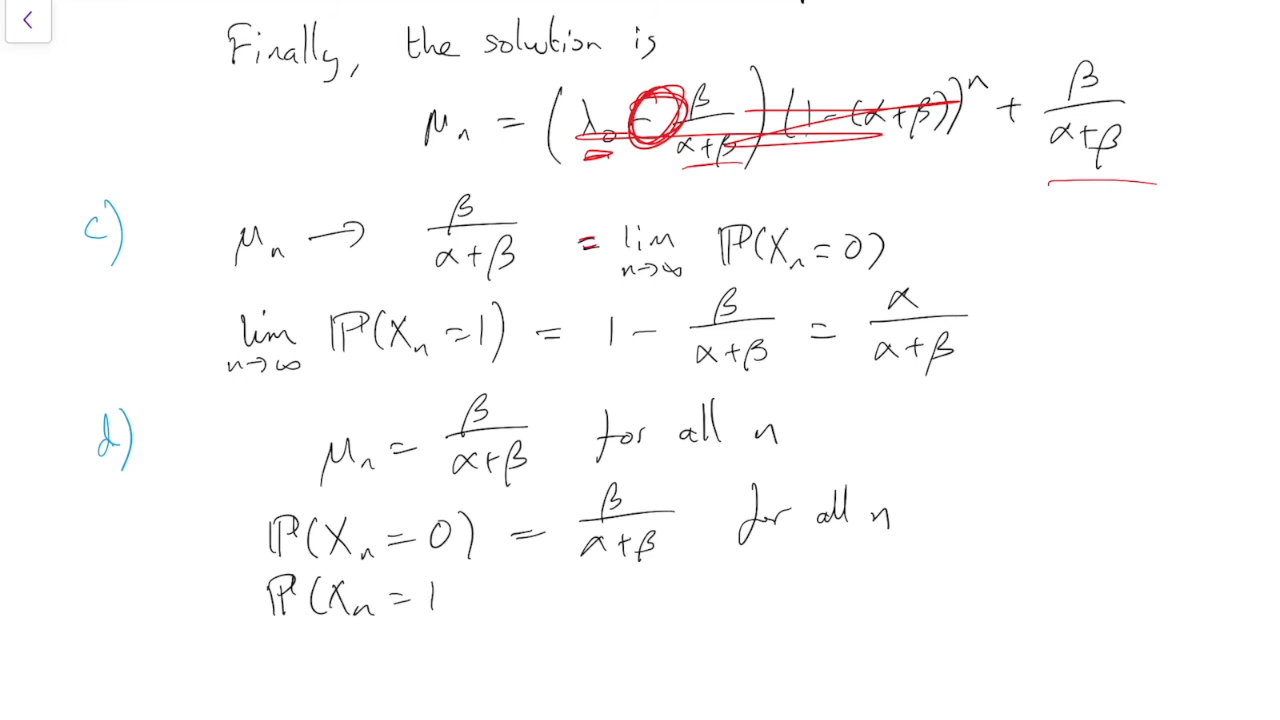 Finally, the solution is
μₙ = (λ₀ - β/(α+β)) (1 - (α+β))ⁿ + β/(α+β)
c) μₙ → β/(α+β) = lim n→∞ ℙ(Xₙ = 0)
lim n→∞ ℙ(Xₙ = 1) = 1 - β/(α+β) = α/(α+β)
d) μₙ = β/(α+β) for all n
ℙ(Xₙ = 0) = β/(α+β) for all n
ℙ(Xₙ = 1